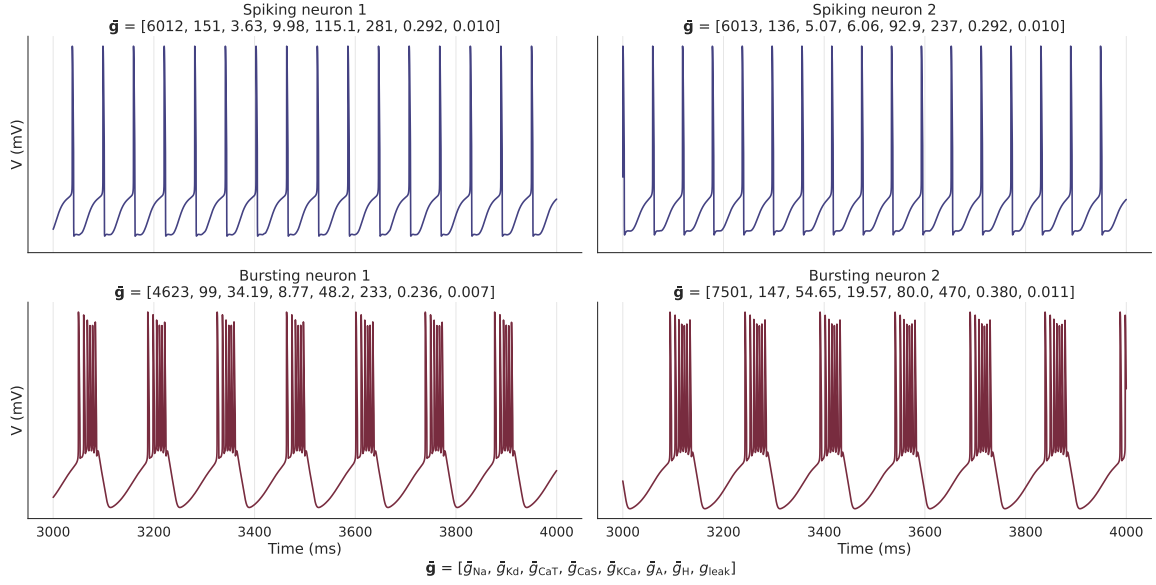 Spiking neuron 1
ḡ = [6012, 151, 3.63, 9.98, 115.1, 281, 0.292, 0.010]
Spiking neuron 2
ḡ = [6013, 136, 5.07, 6.06, 92.9, 237, 0.292, 0.010]
V (mV)
Bursting neuron 1
ḡ = [4623, 99, 34.19, 8.77, 48.2, 233, 0.236, 0.007]
Bursting neuron 2
ḡ = [7501, 147, 54.65, 19.57, 80.0, 470, 0.380, 0.011]
V (mV)
3000 3200 3400 3600 3800 4000
Time (ms)
3000 3200 3400 3600 3800 4000
Time (ms)
ḡ = [ḡNa, ḡKd, ḡCaT, ḡCaS, ḡKCa, ḡA, ḡH, gleak]